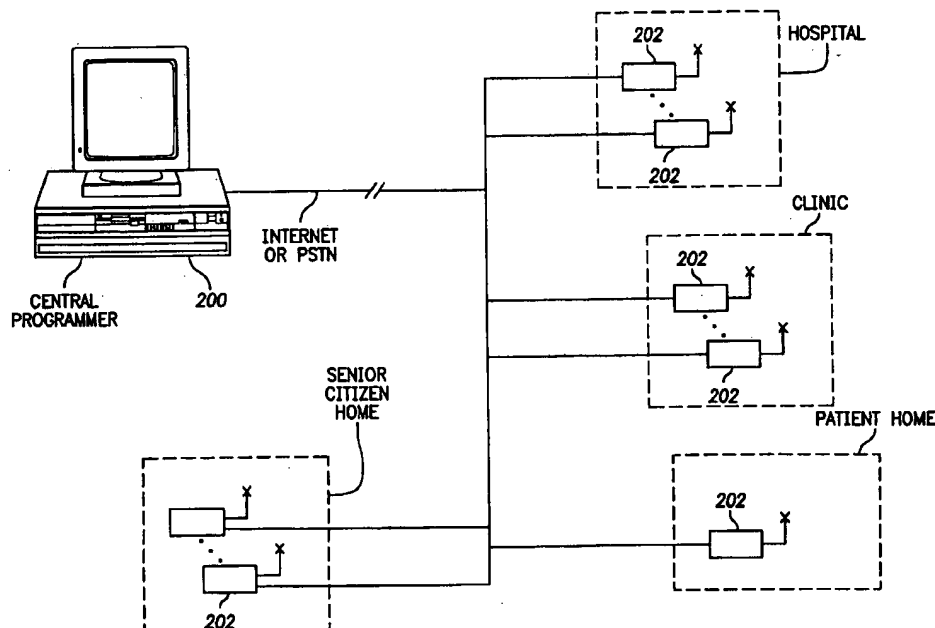 202
HOSPITAL
202
INTERNET
OR PSTN
CENTRAL
PROGRAMMER
200
CLINIC
202
202
SENIOR
CITIZEN
HOME
202
PATIENT HOME
202